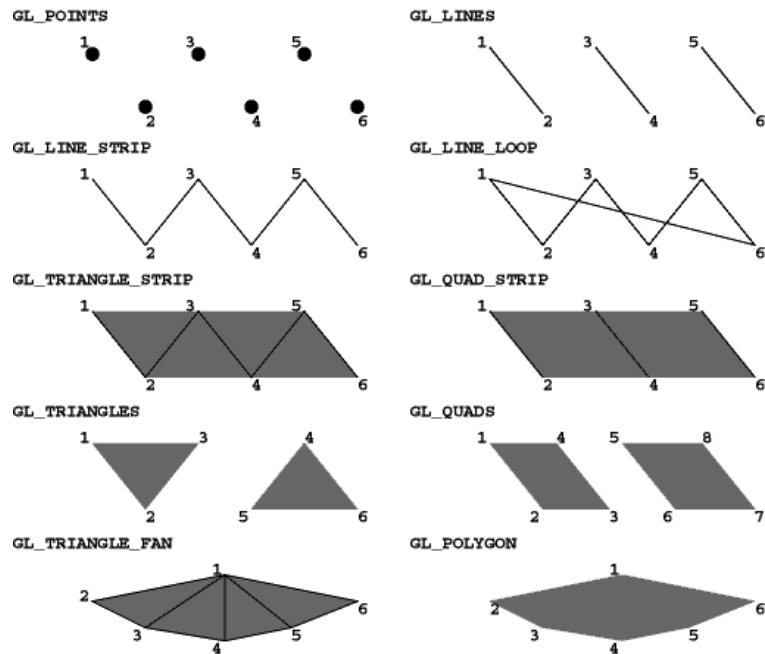 GL_POINTS
1 3 5
2 4 6
GL_LINES
1 3 5
2 4 6
GL_LINE_STRIP
1 3 5
2 4 6
GL_LINE_LOOP
1 3 5
2 4 6
GL_TRIANGLE_STRIP
1 3 5
2 4 6
GL_QUAD_STRIP
1 3 5
2 4 6
GL_TRIANGLES
1 3 4
2 5 6
GL_QUADS
1 4 5 8
2 3 6 7
GL_TRIANGLE_FAN
1
2 6
3 5
4
GL_POLYGON
1
2 6
3 5
4